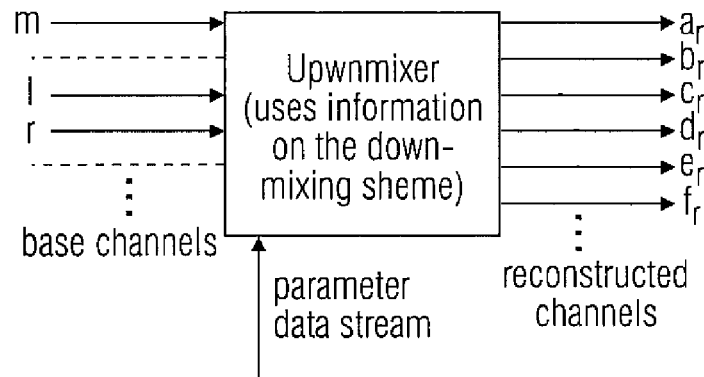 m
l
r
base channels
Upwnmixer
(uses information
on the down-
mixing sheme)
parameter
data stream
a_r
b_r
c_r
d_r
e_r
f_r
reconstructed
channels